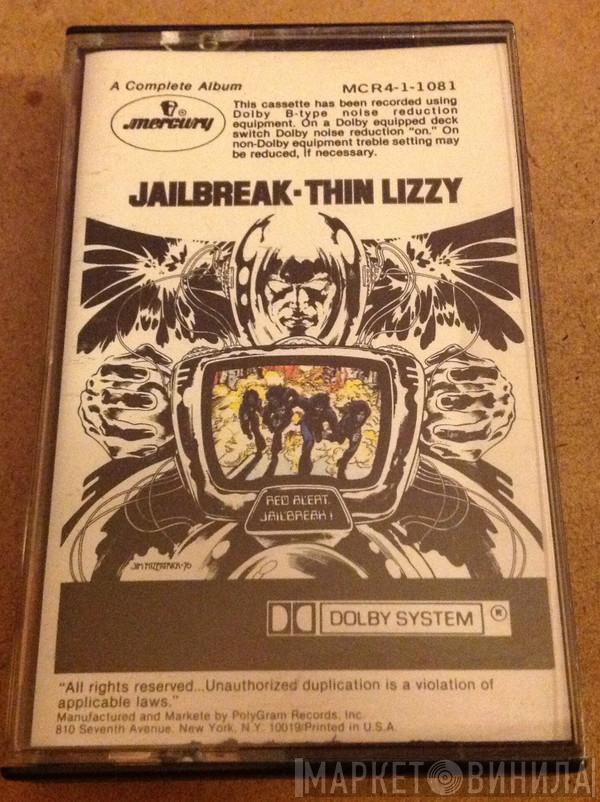 A Complete Album
MCR4-1-1081
mercury ®
This cassette has been recorded using
Dolby B-type noise reduction
equipment. On a Dolby equipped deck
switch Dolby noise reduction "on." On
non-Dolby equipment treble setting may
be reduced, if necessary.
JAILBREAK·THIN LIZZY
RED ALERT.
JAILBREAK!
JIM FITZPATRICK·76
DOLBY SYSTEM ®
"All rights reserved...Unauthorized duplication is a violation of
applicable laws."
Manufactured and Markete by PolyGram Records, Inc.
810 Seventh Avenue, New York, N.Y. 10019/Printed in U.S.A.
МАРКЕТ ВИНИЛА